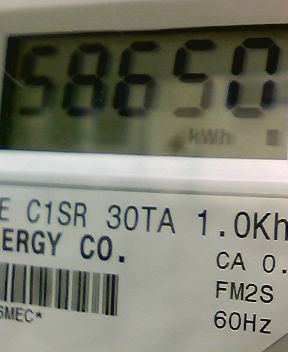 58650
kWh
E C1SR 30TA 1.0Kh
ERGY CO.
CA 0.
FM2S
SMEC*
60Hz